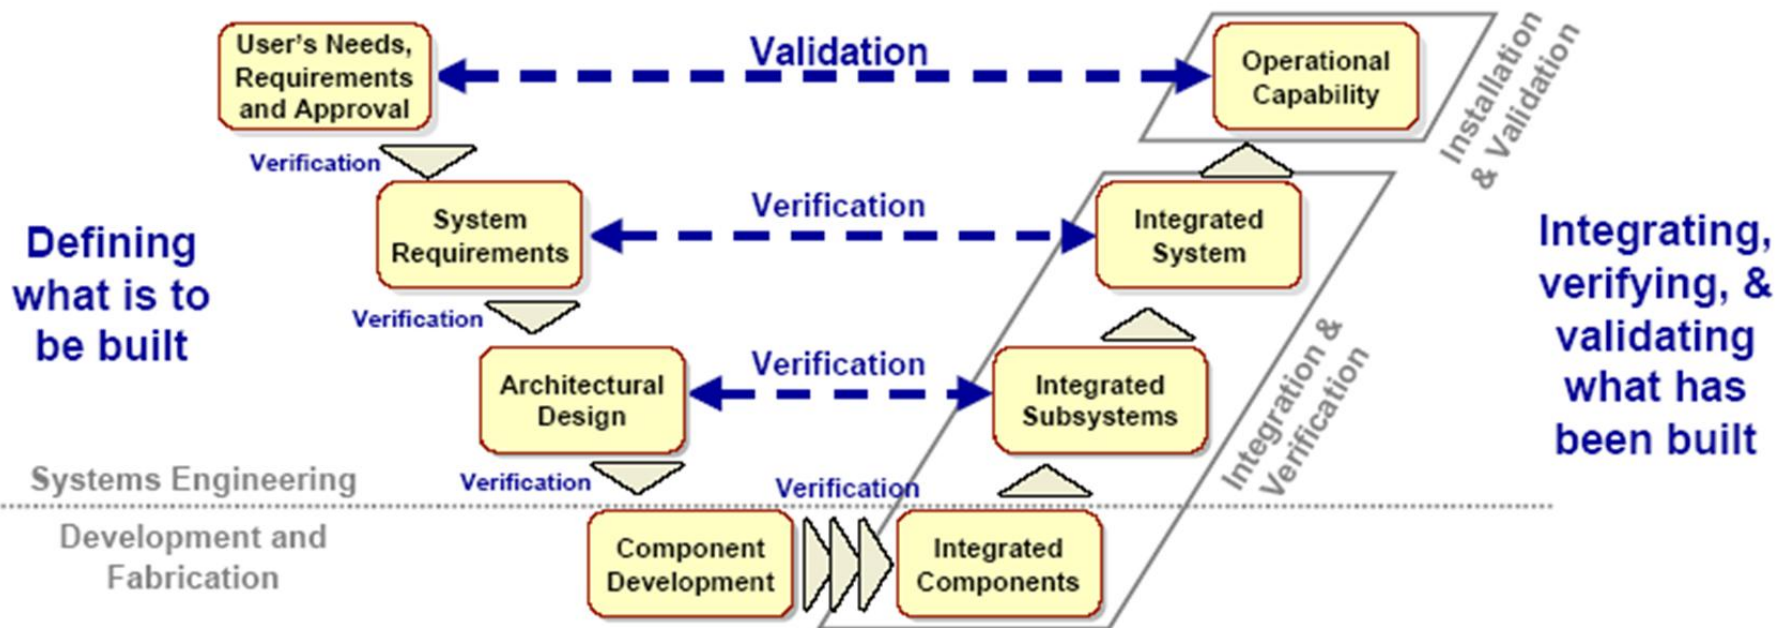 User's Needs,
Requirements
and Approval
Validation
Operational
Capability
Installation
& Validation
Verification
System
Requirements
Verification
Integrated
System
Defining
what is to
be built
Integrating,
verifying, &
validating
what has
been built
Verification
Architectural
Design
Verification
Integrated
Subsystems
Integration &
Verification
Systems Engineering
Verification
Verification
Development and
Fabrication
Component
Development
Integrated
Components